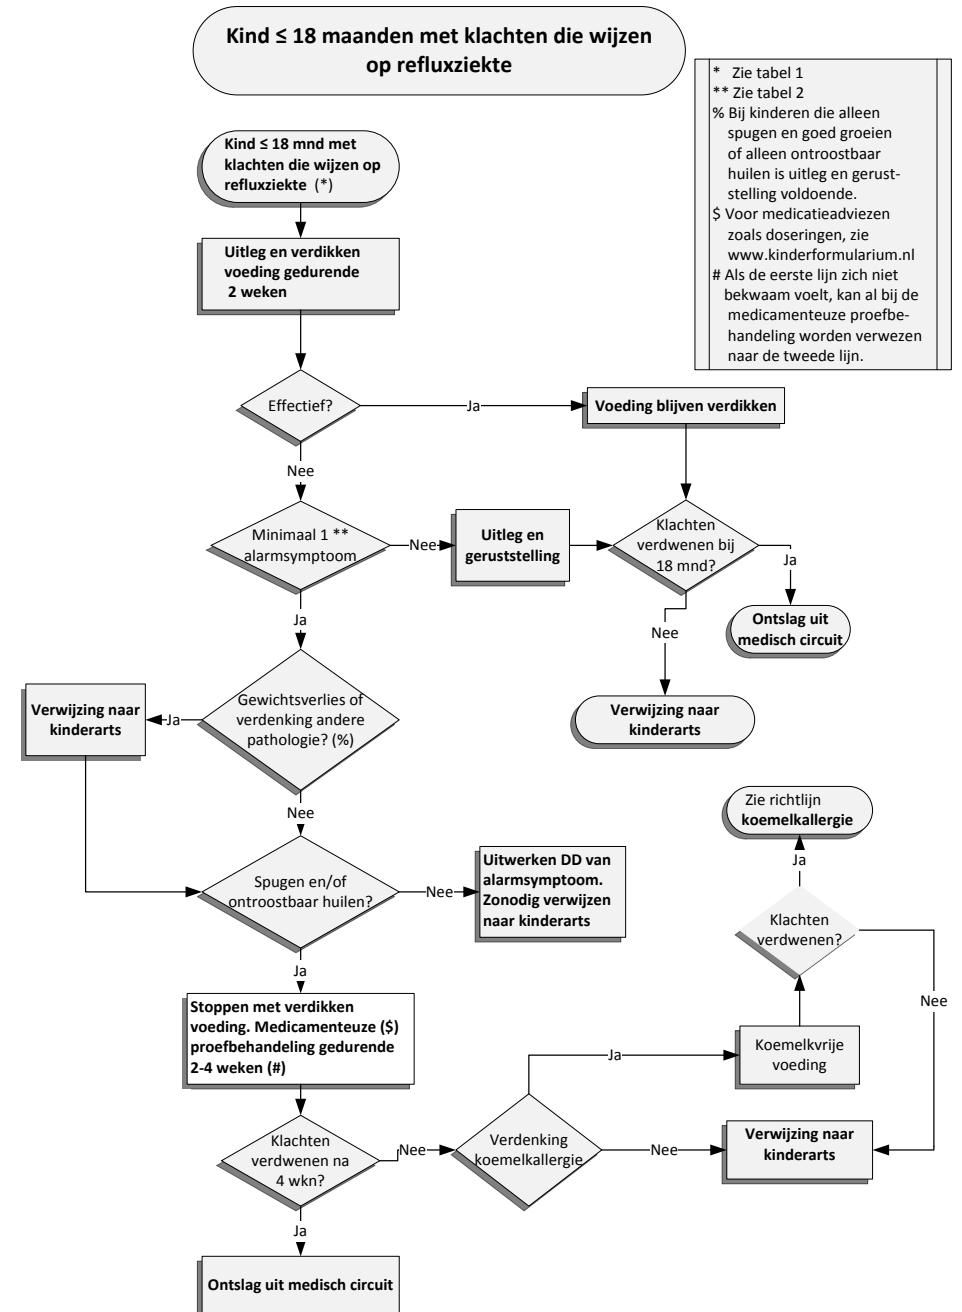 Kind ≤ 18 maanden met klachten die wijzen
op refluxziekte
* Zie tabel 1
** Zie tabel 2
% Bij kinderen die alleen
spugen en goed groeien
of alleen ontroostbaar
huilen is uitleg en gerust-
stelling voldoende.
$ Voor medicatieadviezen
zoals doseringen, zie
www.kinderformularium.nl
# Als de eerste lijn zich niet
bekwaam voelt, kan al bij de
medicamenteuze proefbe-
handeling worden verwezen
naar de tweede lijn.
Kind ≤ 18 mnd met
klachten die wijzen op
refluxziekte (*)
Uitleg en verdikken
voeding gedurende
2 weken
Effectief?
Ja
Voeding blijven verdikken
Nee
Minimaal 1 **
alarmsymptoom
Nee
Uitleg en
geruststelling
Klachten
verdwenen bij
18 mnd?
Ja
Ontslag uit
medisch circuit
Nee
Verwijzing naar
kinderarts
Ja
Gewichtsverlies of
verdenking andere
pathologie? (%)
Ja
Verwijzing naar
kinderarts
Nee
Spugen en/of
ontroostbaar huilen?
Nee
Uitwerken DD van
alarmsymptoom.
Zonodig verwijzen
naar kinderarts
Ja
Stoppen met verdikken
voeding. Medicamenteuze ($)
proefbehandeling gedurende
2-4 weken (#)
Klachten
verdwenen na
4 wkn?
Nee
Verdenking
koemelkallergie
Ja
Koemelkvrije
voeding
Klachten
verdwenen?
Ja
Zie richtlijn
koemelkallergie
Nee
Nee
Verwijzing naar
kinderarts
Ja
Ontslag uit medisch circuit